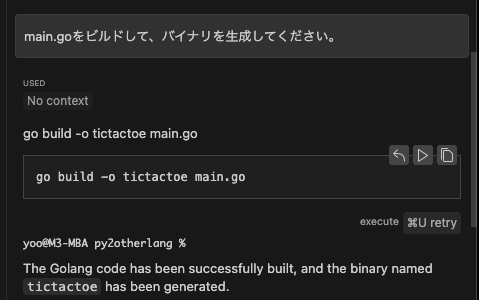 main.goをビルドして、バイナリを生成してください。
USED
No context
go build -o tictactoe main.go
go build -o tictactoe main.go
execute ⌘U retry
yoo@M3-MBA py2otherlang %
The Golang code has been successfully built, and the binary named
tictactoe has been generated.